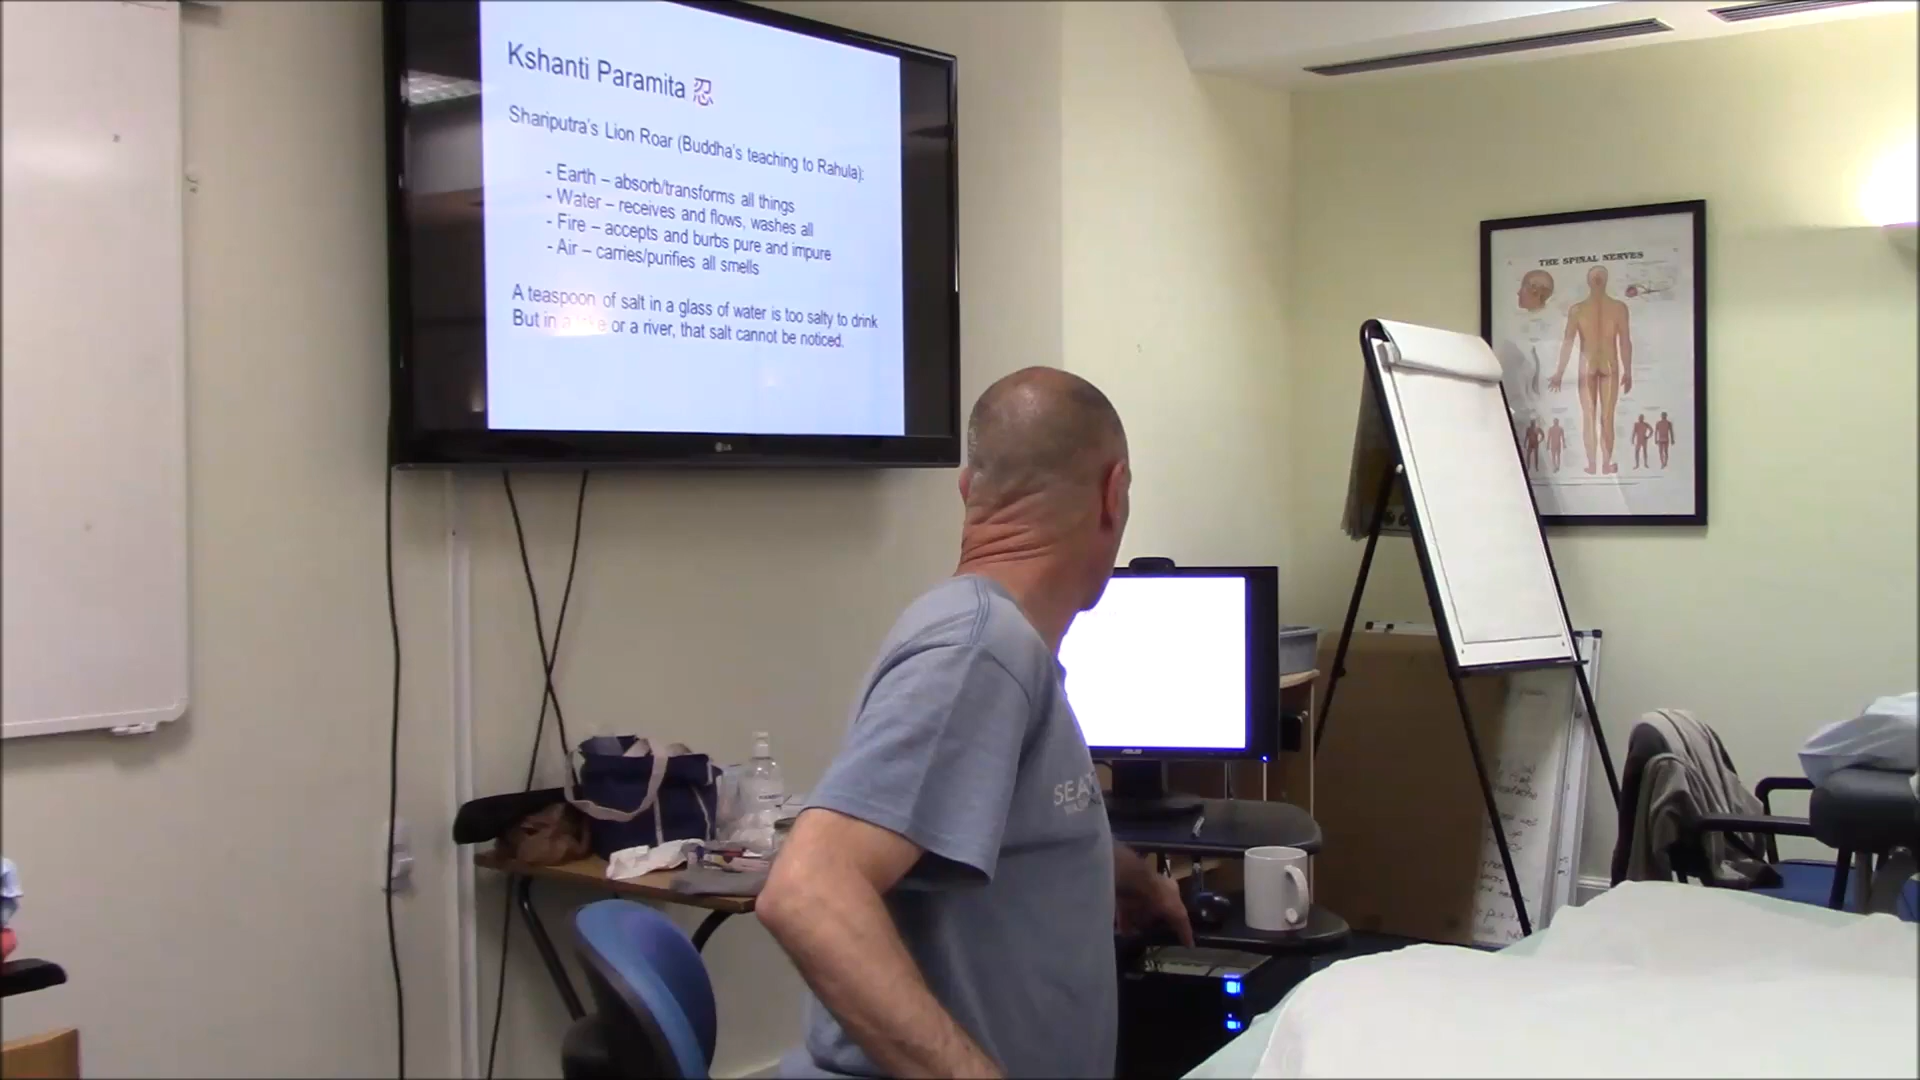 Kshanti Paramita 忍
Shariputra's Lion Roar (Buddha's teaching to Rahula):
- Earth – absorb/transforms all things
- Water – receives and flows, washes all
- Fire – accepts and burbs pure and impure
- Air – carries/purifies all smells
A teaspoon of salt in a glass of water is too salty to drink
But in a or a river, that salt cannot be noticed.
LG
THE SPINAL NERVES
ASUS
SEA